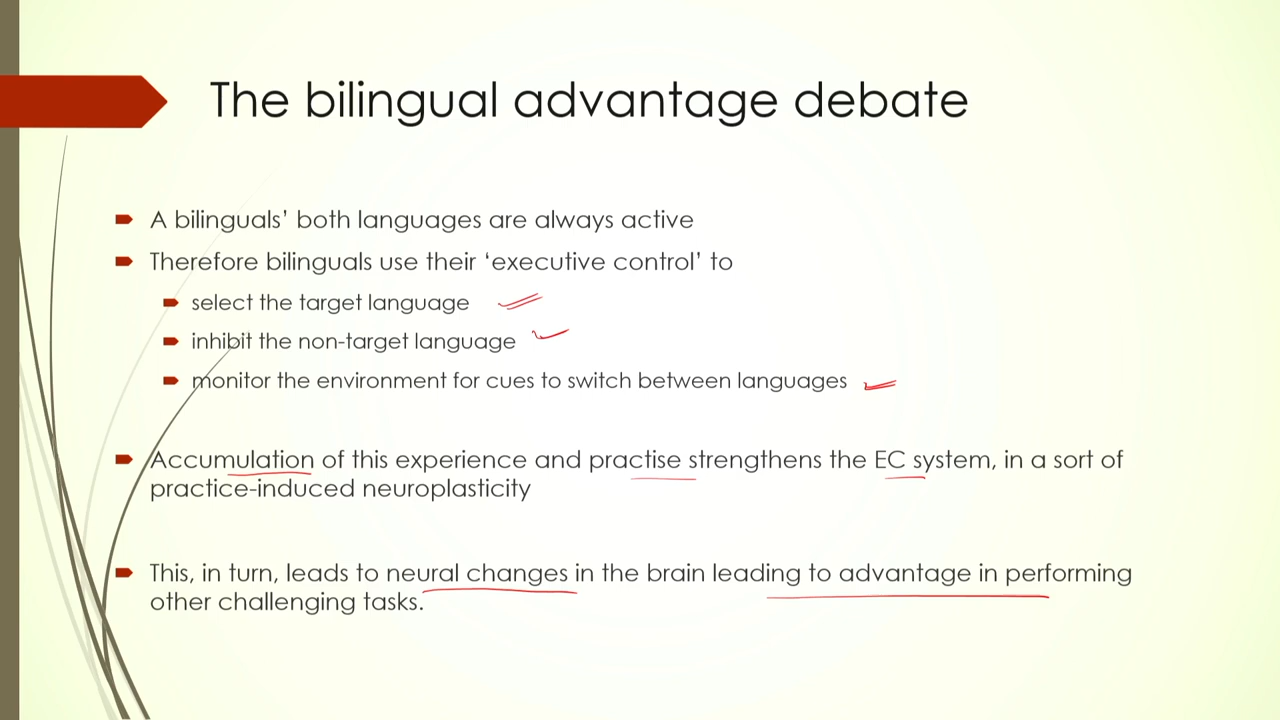 The bilingual advantage debate
A bilinguals’ both languages are always active
Therefore bilinguals use their ‘executive control’ to
select the target language
inhibit the non-target language
monitor the environment for cues to switch between languages
Accumulation of this experience and practise strengthens the EC system, in a sort of
practice-induced neuroplasticity
This, in turn, leads to neural changes in the brain leading to advantage in performing
other challenging tasks.